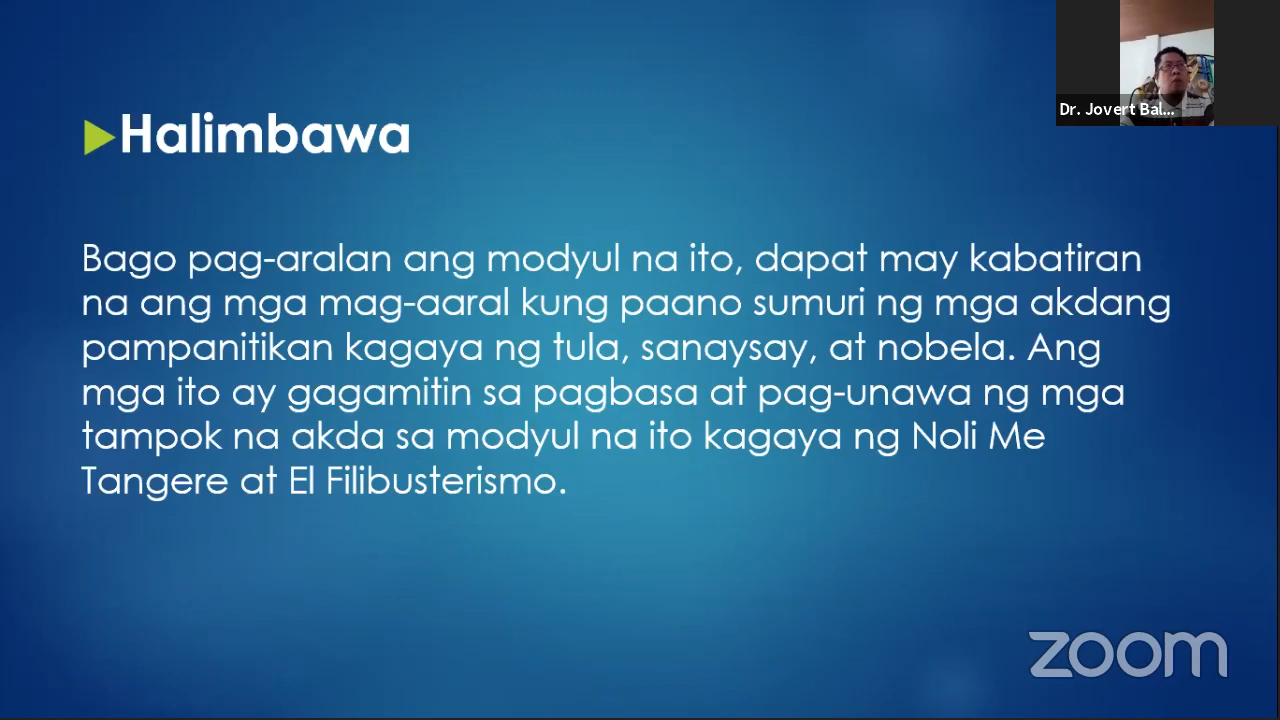 Halimbawa
Bago pag-aralan ang modyul na ito, dapat may kabatiran
na ang mga mag-aaral kung paano sumuri ng mga akdang
pampanitikan kagaya ng tula, sanaysay, at nobela. Ang
mga ito ay gagamitin sa pagbasa at pag-unawa ng mga
tampok na akda sa modyul na ito kagaya ng Noli Me
Tangere at El Filibusterismo.
Dr. Jovert Bal...
zoom